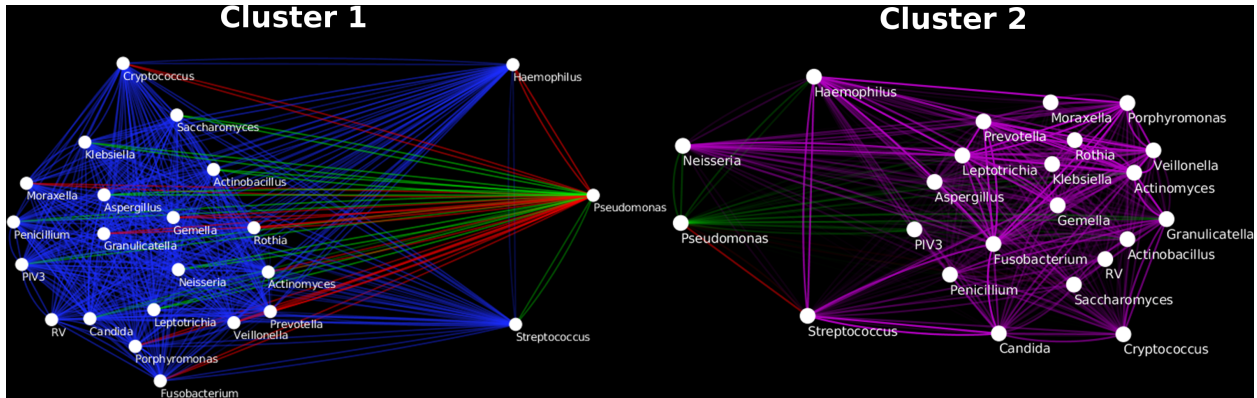 Cluster 1
Cryptococcus
Haemophilus
Saccharomyces
Klebsiella
Actinobacillus
Moraxella
Aspergillus
Pseudomonas
Penicillium
Gemella
Granulicatella
Rothia
PIV3
Neisseria
Actinomyces
RV
Candida
Leptotrichia
Veillonella
Prevotella
Streptococcus
Porphyromonas
Fusobacterium
Cluster 2
Haemophilus
Moraxella
Porphyromonas
Prevotella
Neisseria
Rothia
Leptotrichia
Veillonella
Klebsiella
Actinomyces
Aspergillus
Gemella
Pseudomonas
Granulicatella
PIV3
Fusobacterium
Actinobacillus
RV
Penicillium
Saccharomyces
Streptococcus
Candida
Cryptococcus